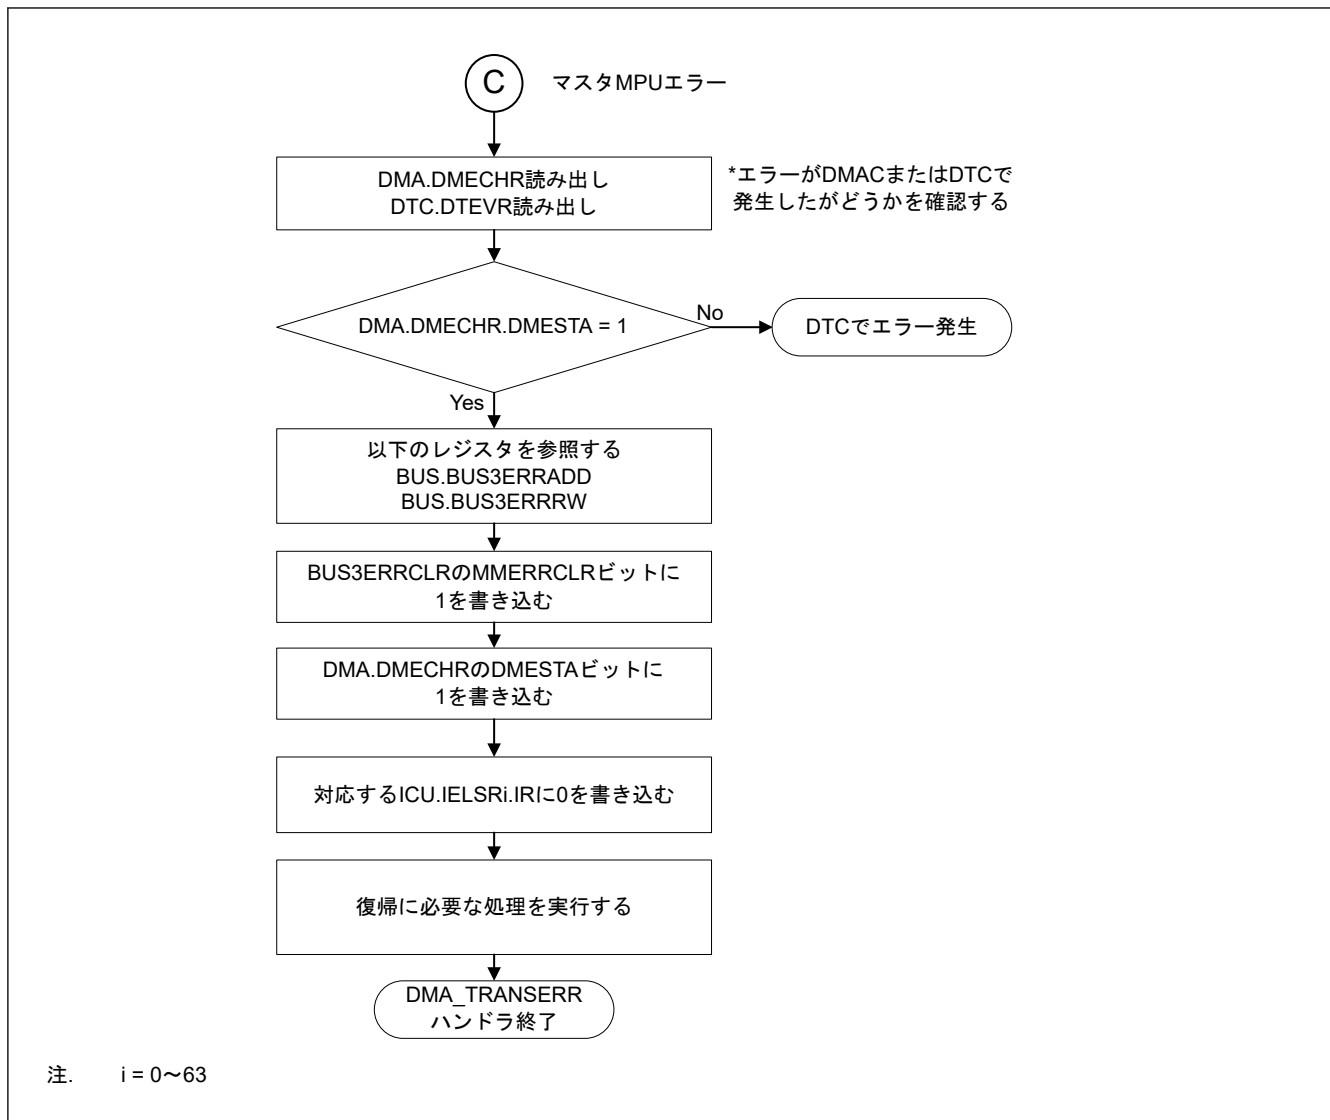 C
マスタMPUエラー
DMA.DMECHR読み出し
DTC.DTEVR読み出し
*エラーがDMACまたはDTCで
発生したがどうかを確認する
DMA.DMECHR.DMESTA = 1
No
DTCでエラー発生
Yes
以下のレジスタを参照する
BUS.BUS3ERRADD
BUS.BUS3ERRRW
BUS3ERRCLRのMMERRCLRビットに
1を書き込む
DMA.DMECHRのDMESTAビットに
1を書き込む
対応するICU.IELSRi.IRに0を書き込む
復帰に必要な処理を実行する
DMA_TRANSERR
ハンドラ終了
注. i = 0～63